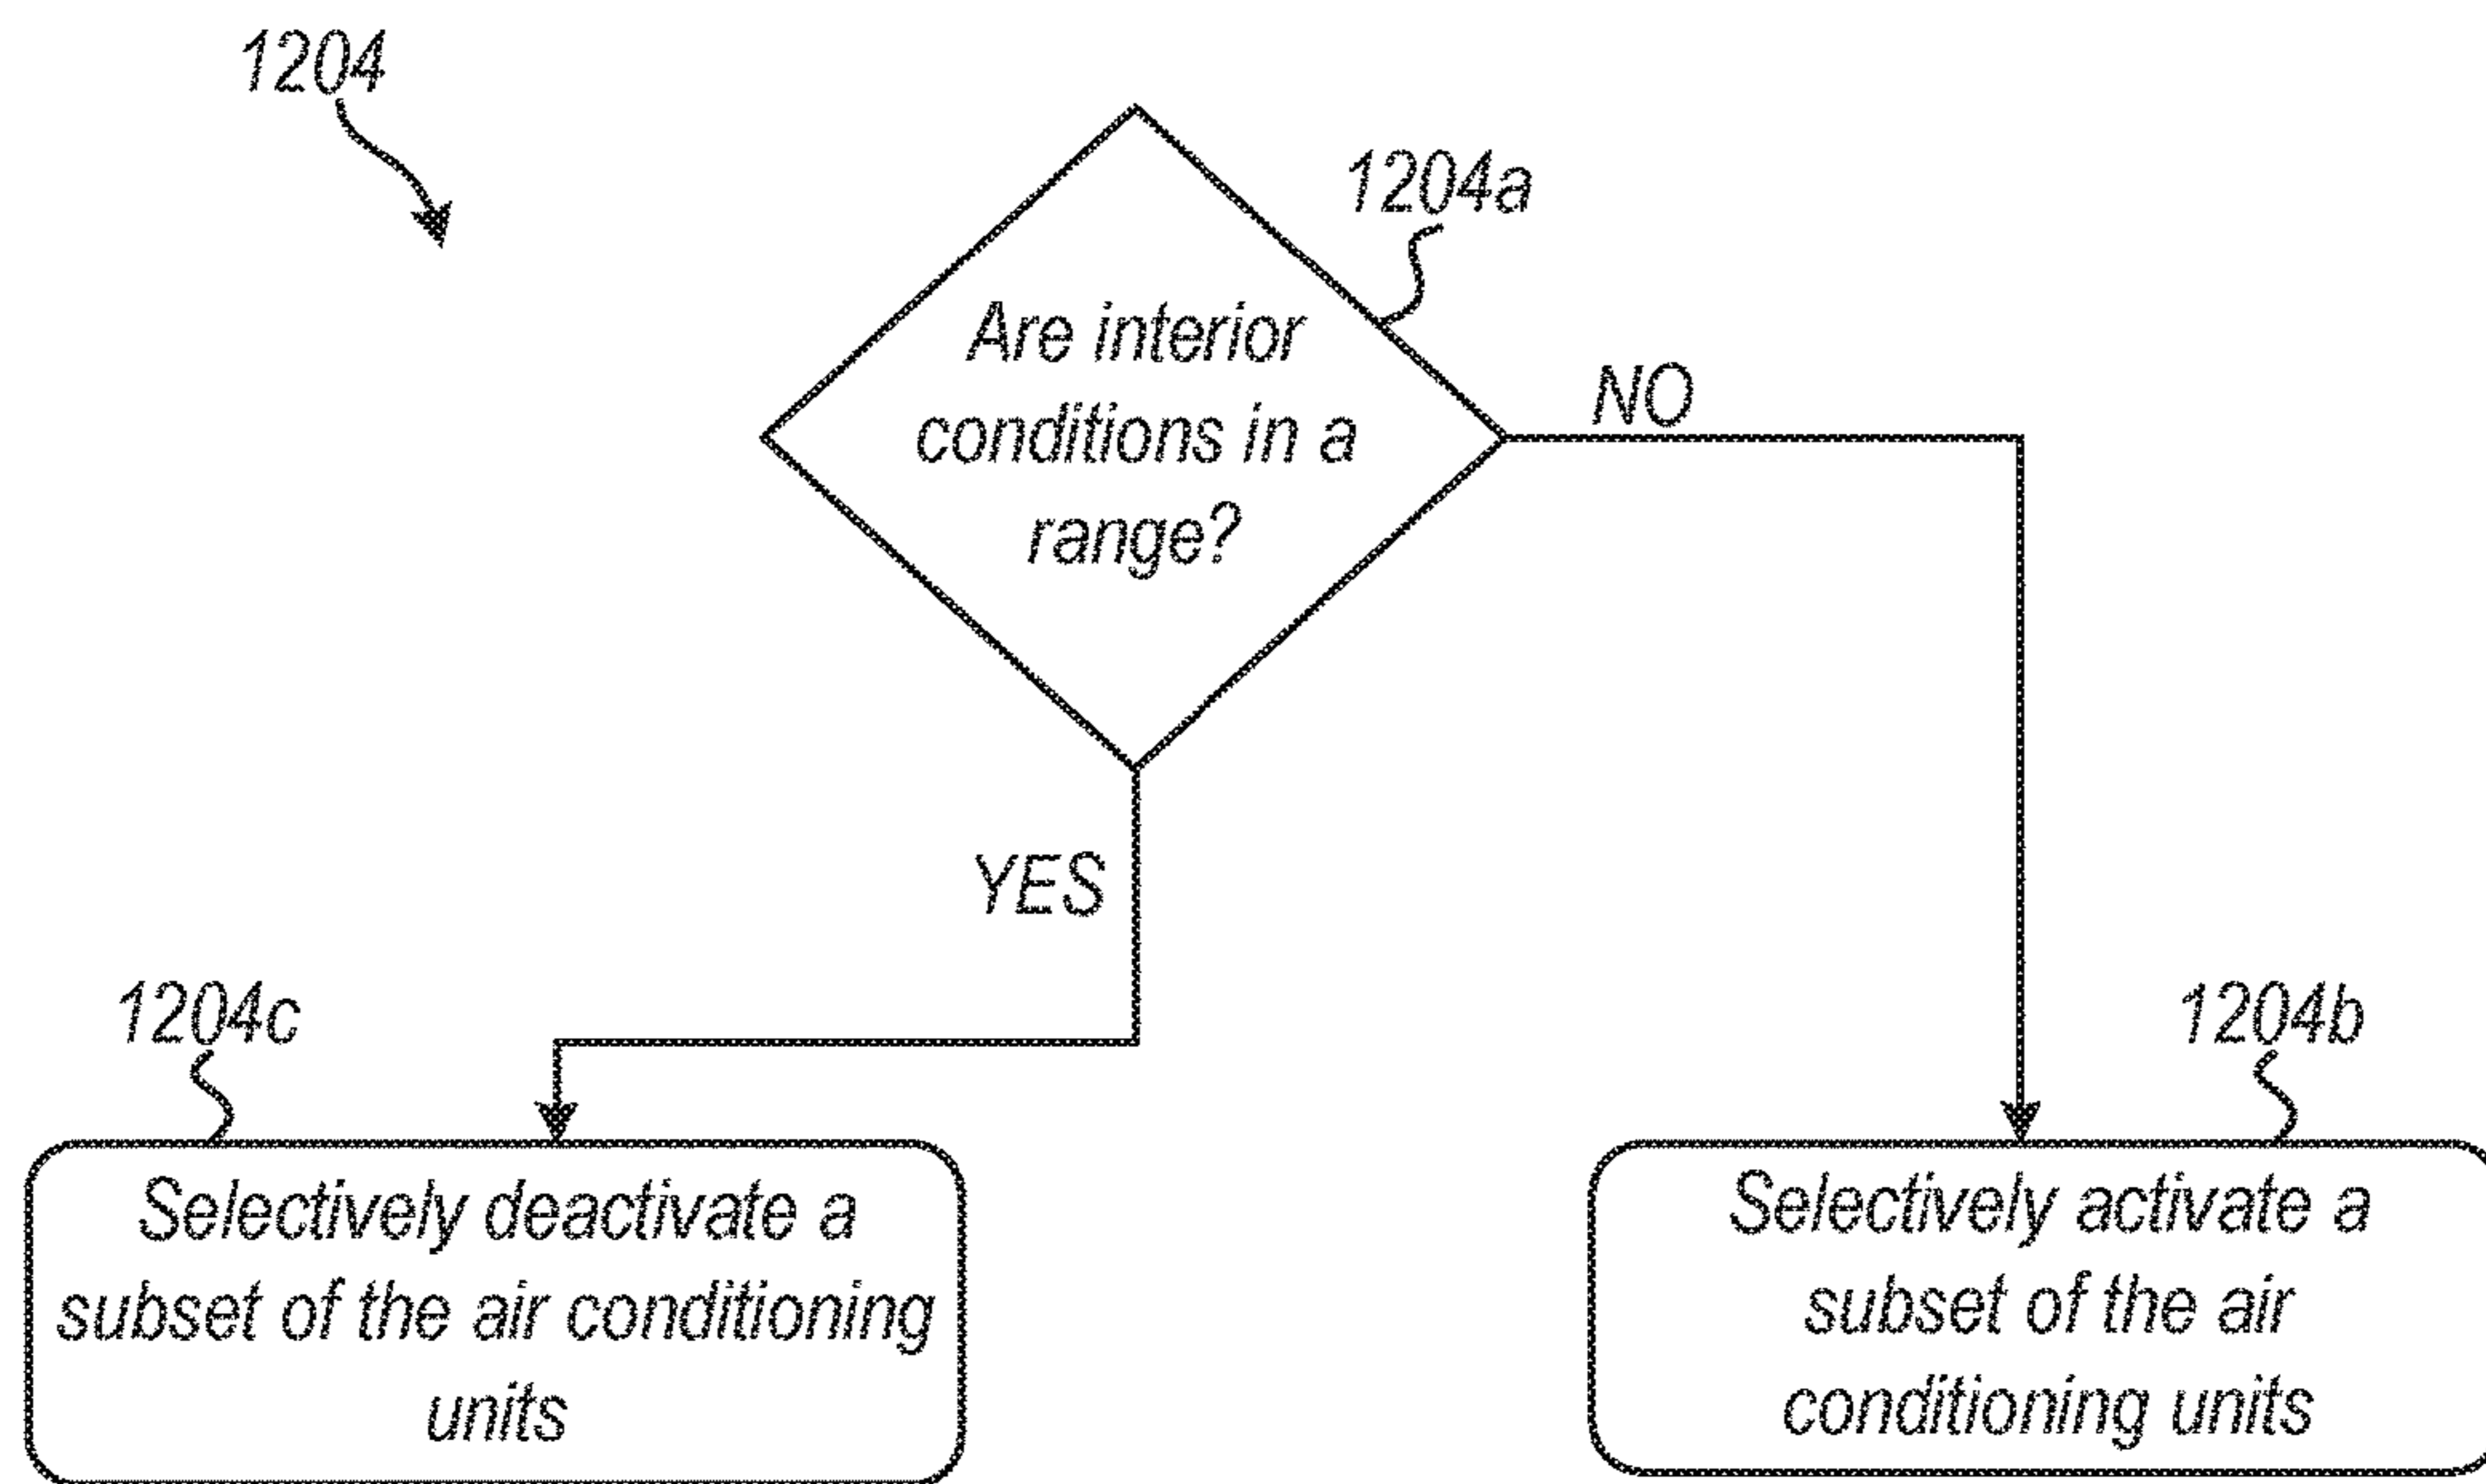 1204
1204a
Are interior
conditions in a
range?
NO
YES
1204c
1204b
Selectively deactivate a
subset of the air conditioning
units
Selectively activate a
subset of the air
conditioning units